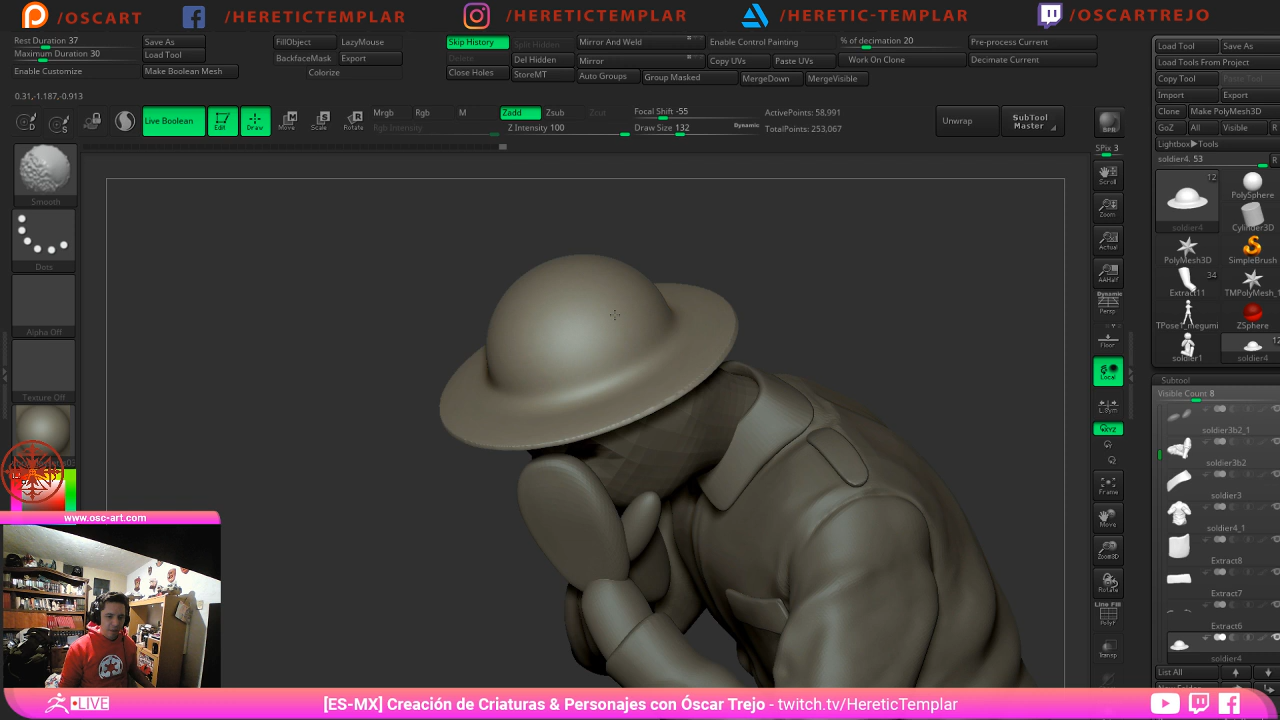 /OSCART
/HERETICTEMPLAR
/HERETICTEMPLAR
/HERETIC-TEMPLAR
/OSCARTREJO
Rest Duration 37
Maximum Duration 30
Enable Customize
Save As
Load Tool
Make Boolean Mesh
FillObject
LazyMouse
BackfaceMask
Export
Colorize
Skip History
Split Hidden
Delete
Del Hidden
Close Holes
StoreMT
Mirror And Weld
Mirror
Auto Groups
Group Masked
Enable Control Painting
Copy UVs
Paste UVs
MergeDown
MergeVisible
% of decimation 20
Work On Clone
Pre-process Current
Decimate Current
0.31,-1.187,-0.913
Live Boolean
Edit
Draw
Move
Scale
Rotate
Mrgb
Rgb
M
Rgb Intensity
Zadd
Zsub
Zcut
Z Intensity 100
Focal Shift -55
Draw Size 132
Dynamic
ActivePoints: 58,991
TotalPoints: 253,067
Unwrap
SubTool
Master
BPR
SPix 3
Scroll
Zoom
Actual
AAHalf
Dynamic
Persp
Floor
Local
L.Sym
XYZ
Frame
Move
Zoom3D
Rotate
Line Fill
PolyF
Transp
Smooth
Dots
Alpha Off
Texture Off
Load Tool
Save As
Load Tools From Project
Copy Tool
Paste Tool
Import
Export
Clone
Make PolyMesh3D
GoZ
All
Visible
R
Lightbox▶Tools
soldier4. 53
R
12
soldier4
PolySphere
Cylinder3D
PolyMesh3D
SimpleBrush
34
Extract11
TMPolyMesh_1
TPose1_megumi
ZSphere
12
soldier1
soldier4
Subtool
Visible Count 8
soldier3b2_1
soldier3b2
soldier3
soldier4_1
Extract8
Extract7
Extract6
soldier4
List All
www.osc-art.com
LIVE
[ES-MX] Creación de Criaturas & Personajes con Óscar Trejo - twitch.tv/HereticTemplar